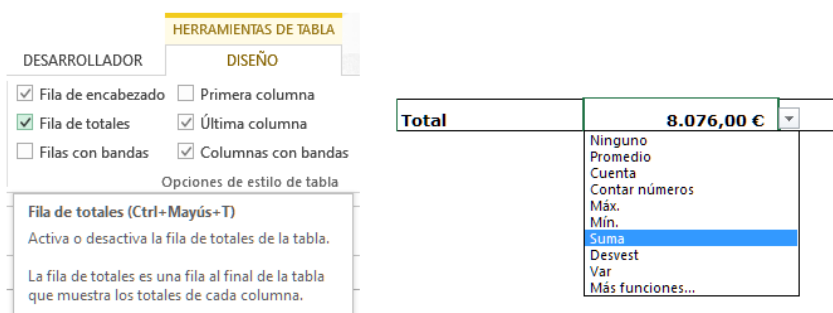 HERRAMIENTAS DE TABLA
DESARROLLADOR DISEÑO
Fila de encabezado Primera columna
Fila de totales Última columna
Filas con bandas Columnas con bandas
Opciones de estilo de tabla
Fila de totales (Ctrl+Mayús+T)
Activa o desactiva la fila de totales de la tabla.
La fila de totales es una fila al final de la tabla
que muestra los totales de cada columna.
Total 8.076,00 €
Ninguno
Promedio
Cuenta
Contar números
Máx.
Mín.
Suma
Desvest
Var
Más funciones...